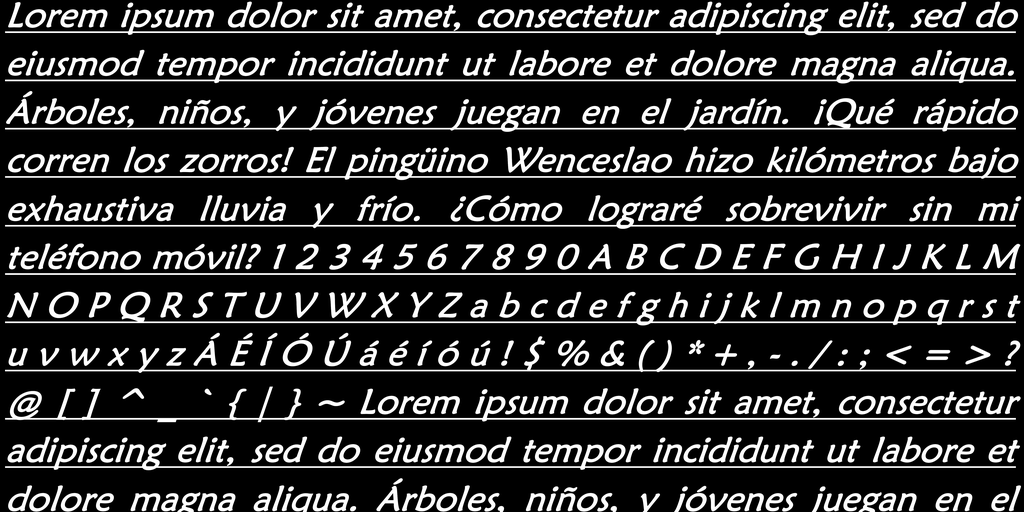 Lorem ipsum dolor sit amet, consectetur adipiscing elit, sed do
eiusmod tempor incididunt ut labore et dolore magna aliqua.
Árboles, niños, y jóvenes juegan en el jardín. ¡Qué rápido
corren los zorros! El pingüino Wenceslao hizo kilómetros bajo
exhaustiva lluvia y frío. ¿Cómo lograré sobrevivir sin mi
teléfono móvil? 1 2 3 4 5 6 7 8 9 0 A B C D E F G H I J K L M
N O P Q R S T U V W X Y Z a b c d e f g h i j k l m n o p q r s t
u v w x y z Á É Í Ó Ú á é í ó ú ! $ % & ( ) * + , - . / : ; < = > ?
@ [ ] ^ _ ` { | } ~ Lorem ipsum dolor sit amet, consectetur
adipiscing elit, sed do eiusmod tempor incididunt ut labore et
dolore magna aliqua. Árboles, niños, y jóvenes juegan en el